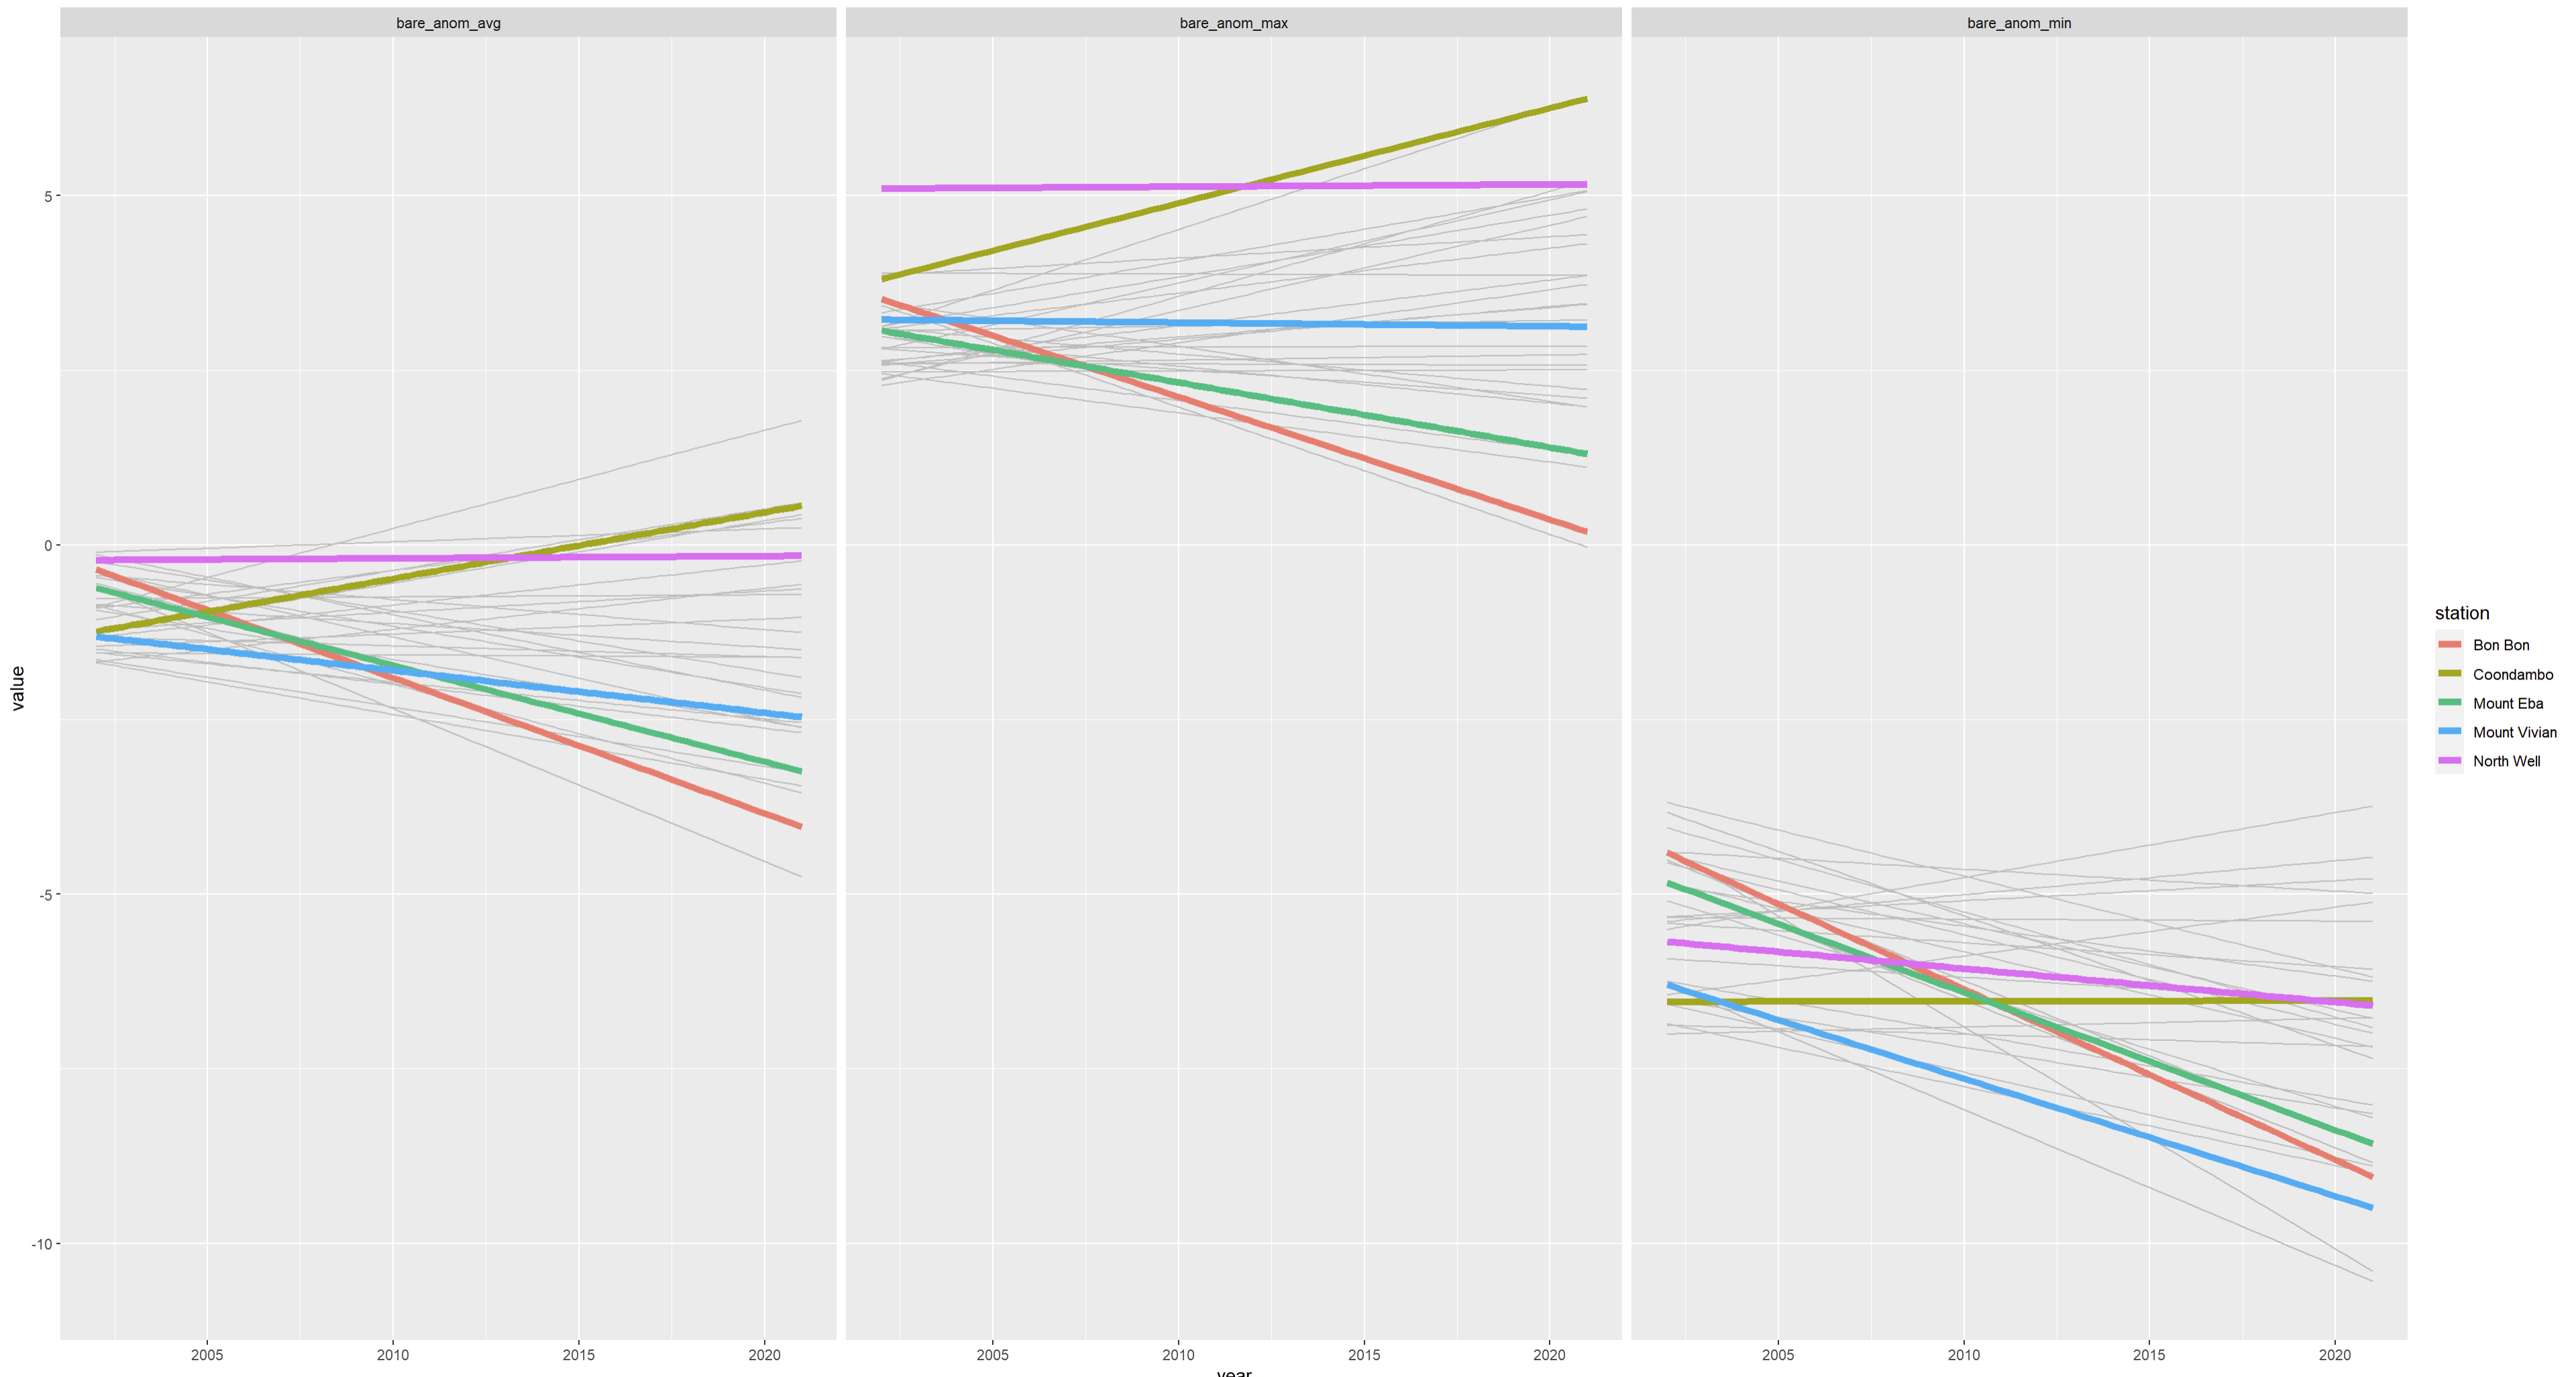 bare_anom_avg
bare_anom_max
bare_anom_min
value
5
0
-5
-10
2005 2010 2015 2020
2005 2010 2015 2020
2005 2010 2015 2020
year
station
Bon Bon
Coondambo
Mount Eba
Mount Vivian
North Well